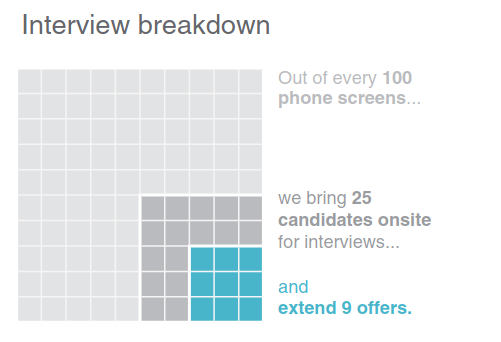 Interview breakdown
Out of every 100
phone screens...
we bring 25
candidates onsite
for interviews...
and
extend 9 offers.